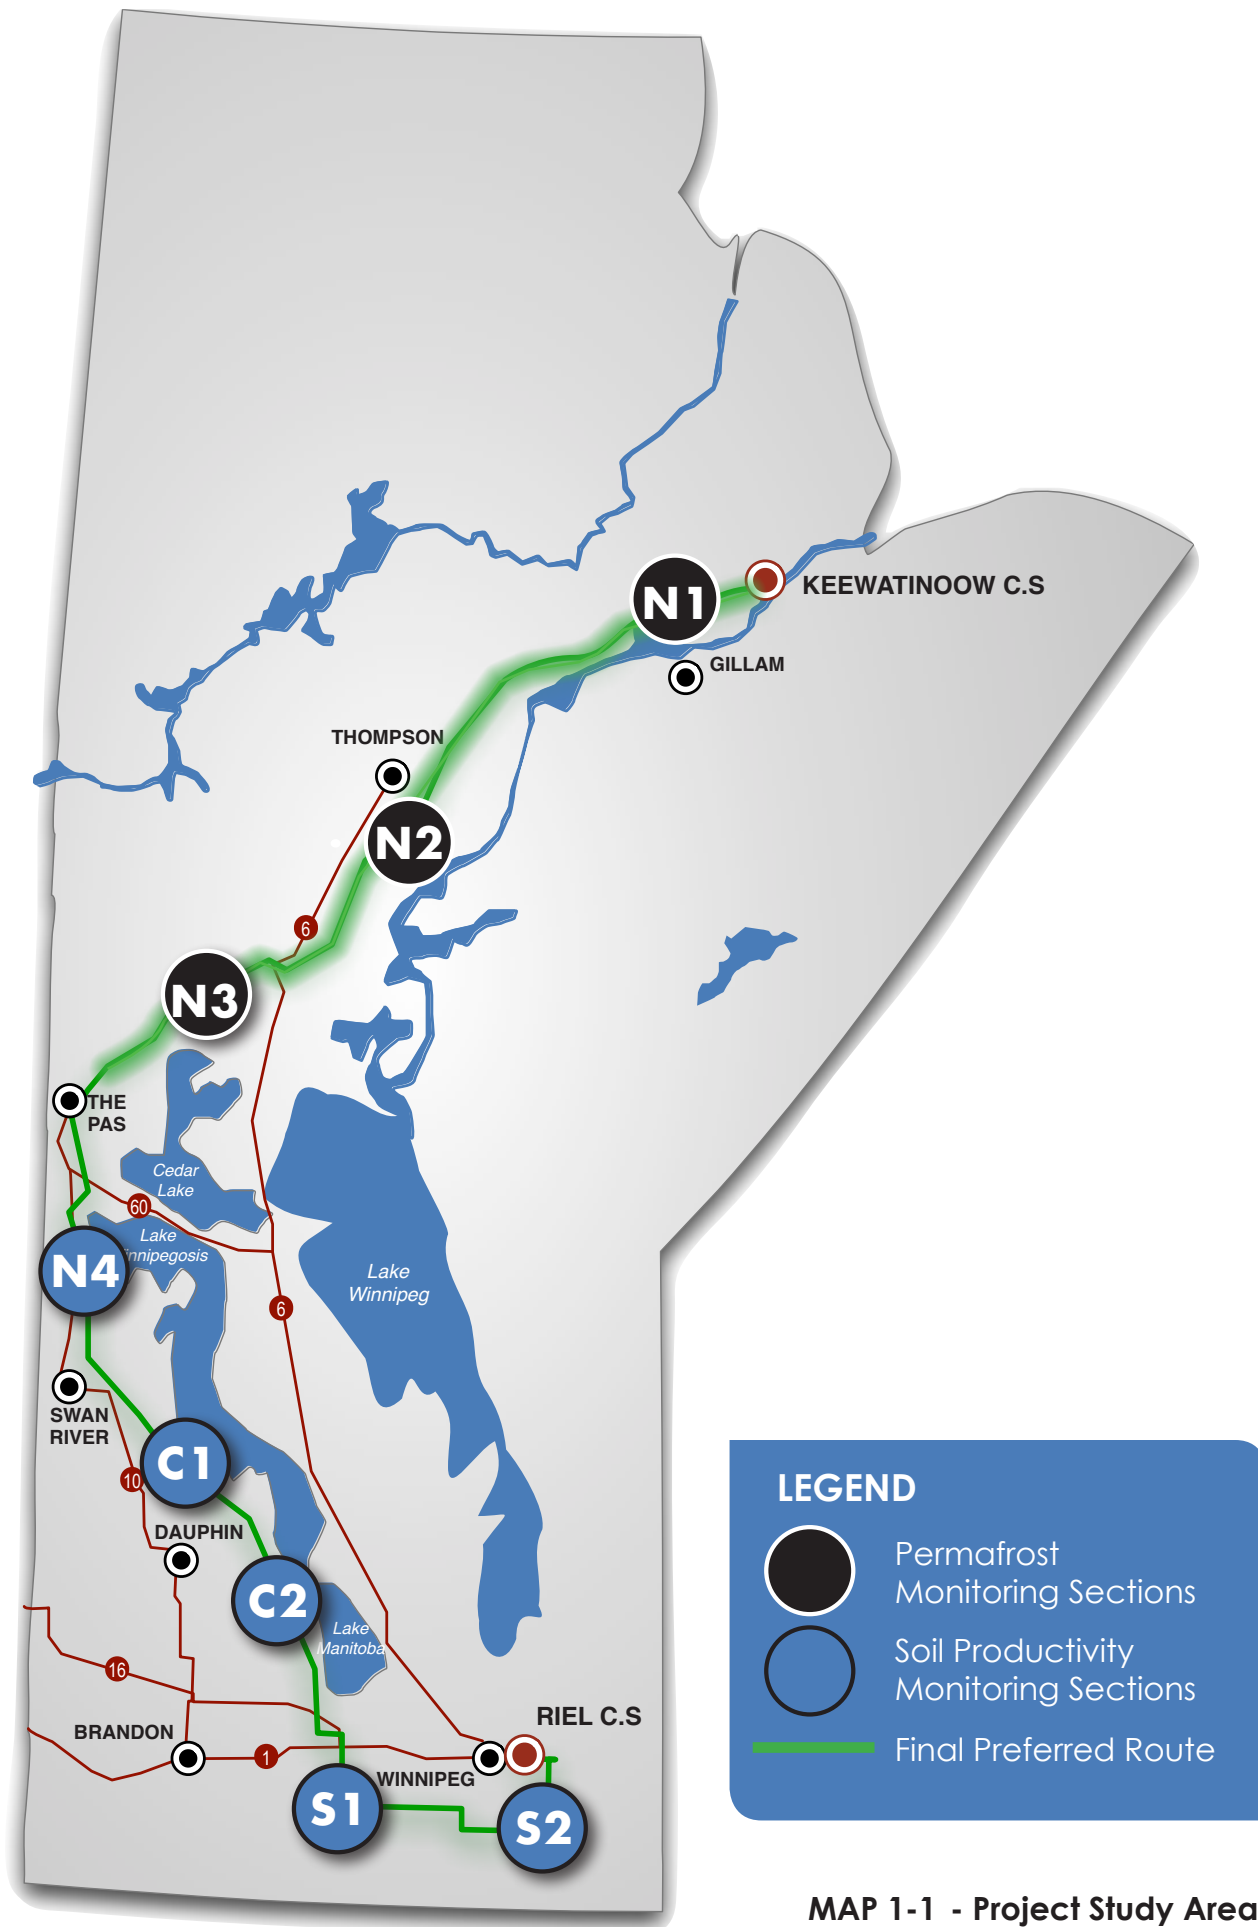 N1
KEEWATINOOW C.S
GILLAM
THOMPSON
N2
6
N3
THE
PAS
Cedar
Lake
60
Lake
innipegosis
N4
Lake
Winnipeg
6
SWAN
RIVER
C1
10
DAUPHIN
C2
Lake
Manitoba
16
RIEL C.S
BRANDON
1
WINNIPEG
S1
S2
LEGEND
Permafrost
Monitoring Sections
Soil Productivity
Monitoring Sections
Final Preferred Route
MAP 1-1 - Project Study Area